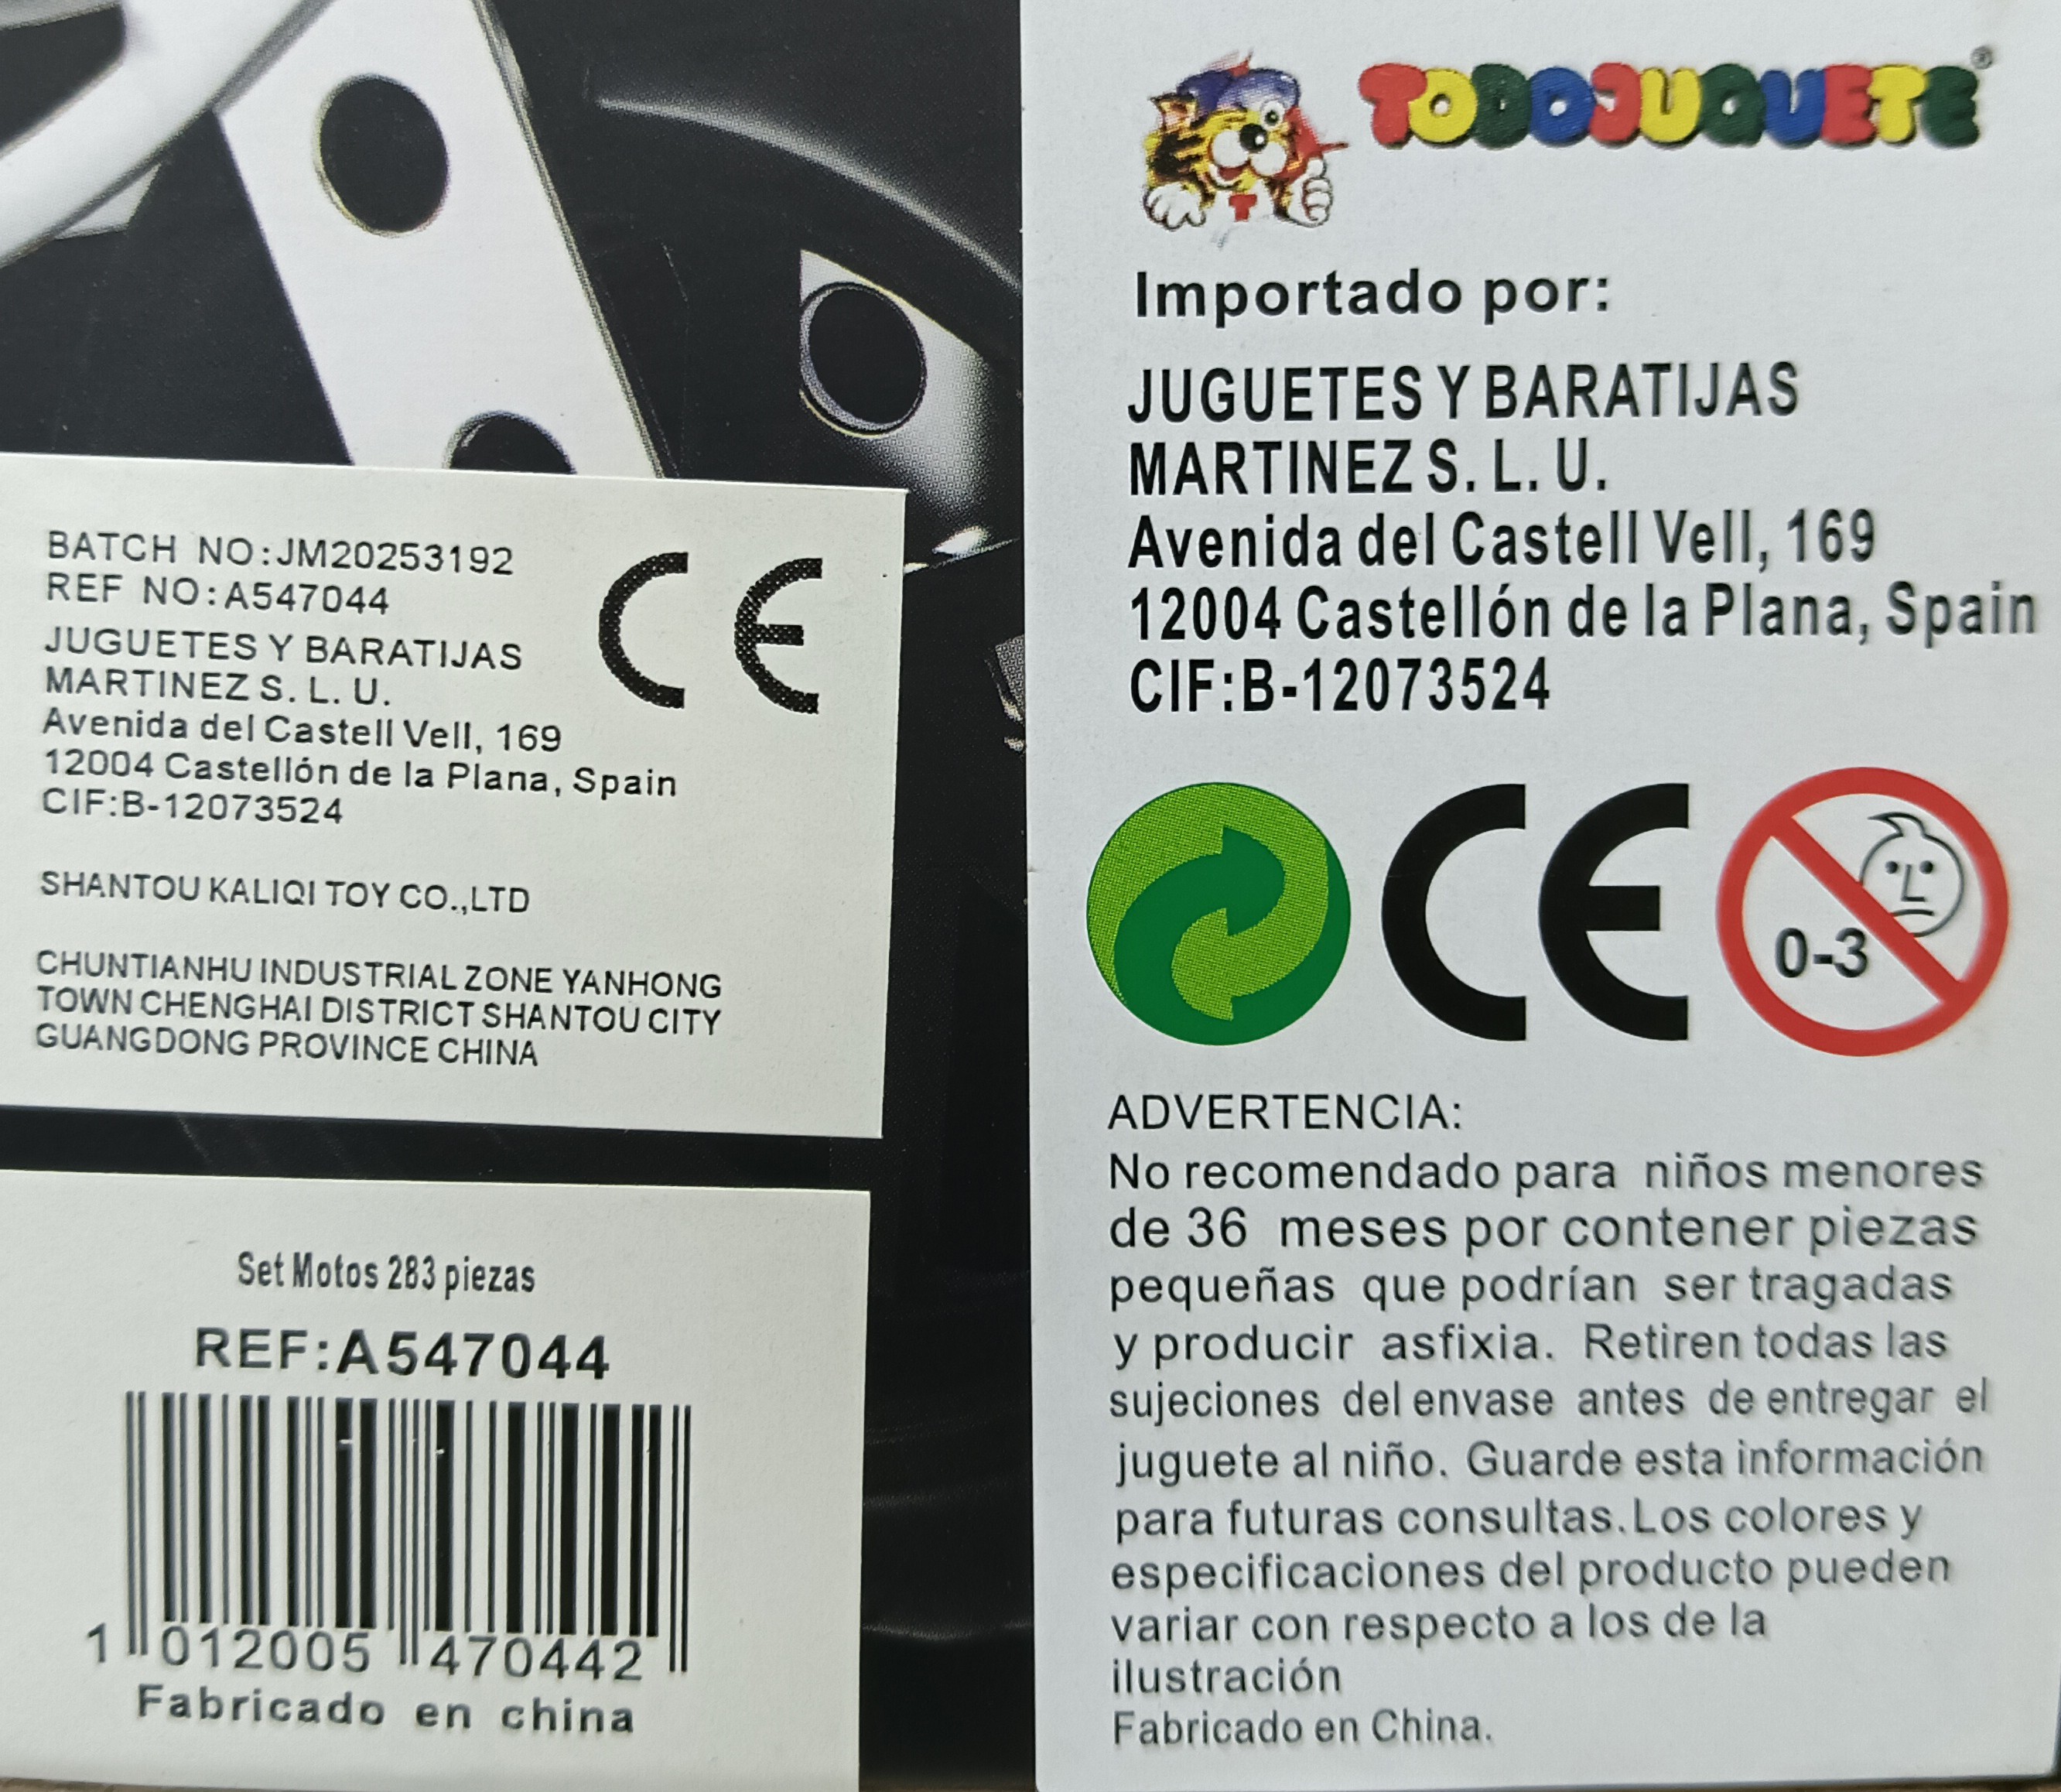 BATCH NO:JM20253192
REF NO:A547044
JUGUETES Y BARATIJAS
MARTINEZ S. L. U.
Avenida del Castell Vell, 169
12004 Castellón de la Plana, Spain
CIF:B-12073524
CE
SHANTOU KALIQI TOY CO.,LTD
CHUNTIANHU INDUSTRIAL ZONE YANHONG
TOWN CHENGHAI DISTRICT SHANTOU CITY
GUANGDONG PROVINCE CHINA
Set Motos 283 piezas
REF:A547044
1 012005 470442
Fabricado en china
T
TODOJUGUETE®
Importado por:
JUGUETES Y BARATIJAS
MARTINEZ S. L. U.
Avenida del Castell Vell, 169
12004 Castellón de la Plana, Spain
CIF:B-12073524
CE
0-3
ADVERTENCIA:
No recomendado para niños menores
de 36 meses por contener piezas
pequeñas que podrían ser tragadas
y producir asfixia. Retiren todas las
sujeciones del envase antes de entregar el
juguete al niño. Guarde esta información
para futuras consultas.Los colores y
especificaciones del producto pueden
variar con respecto a los de la
ilustración
Fabricado en China.